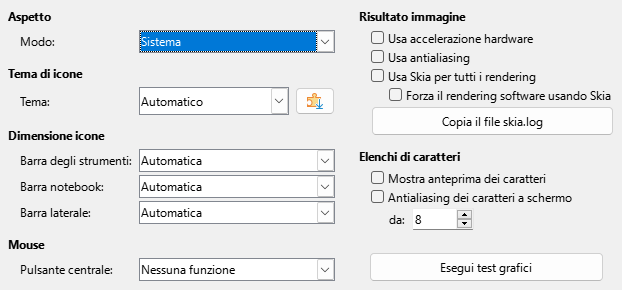 Aspetto
Modo: Sistema
Tema di icone
Tema: Automatico
Dimensione icone
Barra degli strumenti: Automatica
Barra notebook: Automatica
Barra laterale: Automatica
Mouse
Pulsante centrale: Nessuna funzione
Risultato immagine
Usa accelerazione hardware
Usa antialiasing
Usa Skia per tutti i rendering
Forza il rendering software usando Skia
Copia il file skia.log
Elenchi di caratteri
Mostra anteprima dei caratteri
Antialiasing dei caratteri a schermo
da: 8
Esegui test grafici